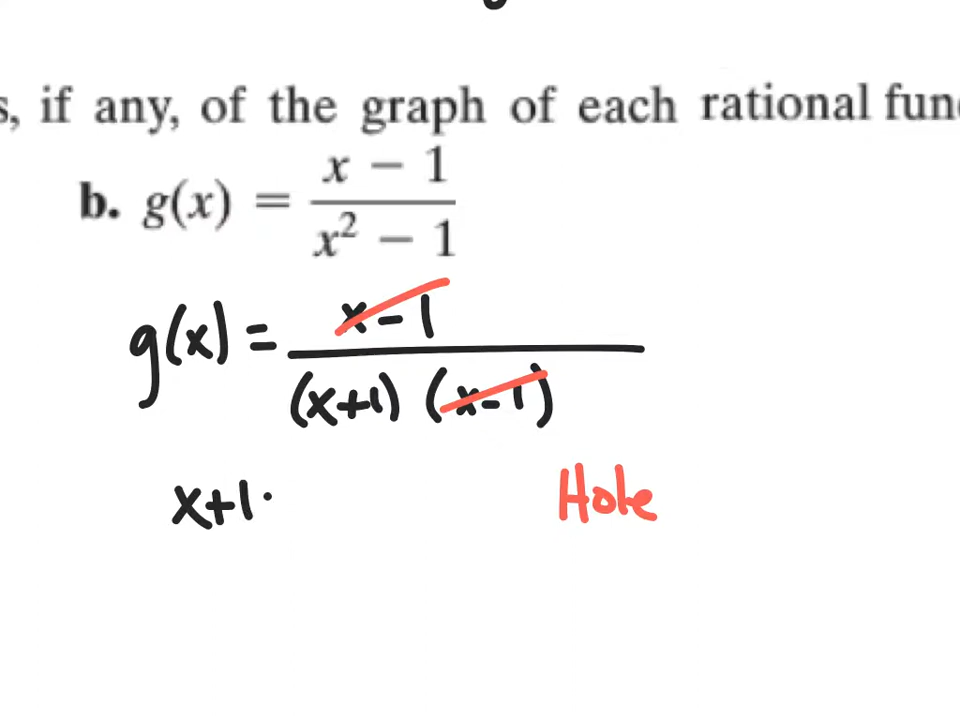 s, if any, of the graph of each rational func
b. g(x) = x − 1 / x² − 1
g(x) = x-1 / (x+1) (x-1)
x+1. Hole